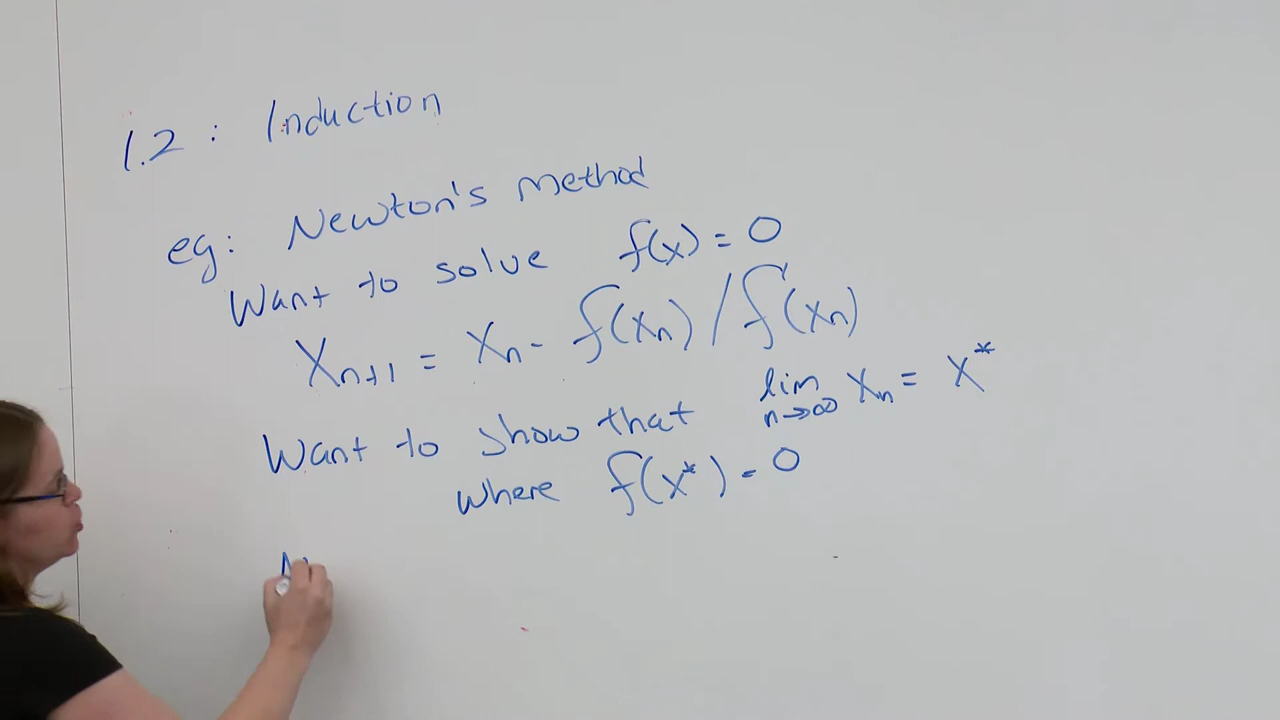 1.2 : Induction
eg: Newton's method
Want to solve f(x) = 0
Xn+1 = Xn - f(xn) / f'(xn)
Want to show that lim n→∞ Xn = X*
where f(x*) = 0
N